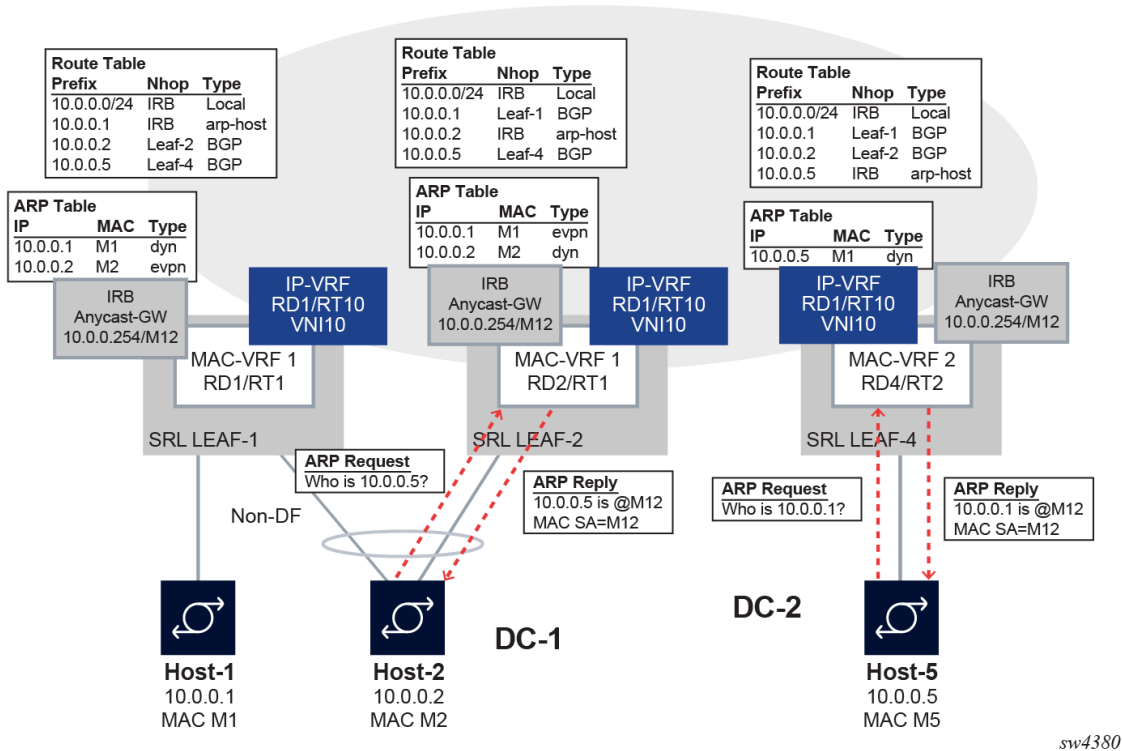 Route Table
Prefix Nhop Type
10.0.0.0/24 IRB Local
10.0.0.1 IRB arp-host
10.0.0.2 Leaf-2 BGP
10.0.0.5 Leaf-4 BGP
Route Table
Prefix Nhop Type
10.0.0.0/24 IRB Local
10.0.0.1 Leaf-1 BGP
10.0.0.2 IRB arp-host
10.0.0.5 Leaf-4 BGP
Route Table
Prefix Nhop Type
10.0.0.0/24 IRB Local
10.0.0.1 Leaf-1 BGP
10.0.0.2 Leaf-2 BGP
10.0.0.5 IRB arp-host
ARP Table
IP MAC Type
10.0.0.1 M1 dyn
10.0.0.2 M2 evpn
ARP Table
IP MAC Type
10.0.0.1 M1 evpn
10.0.0.2 M2 dyn
ARP Table
IP MAC Type
10.0.0.5 M1 dyn
IRB
Anycast-GW
10.0.0.254/M12
IP-VRF
RD1/RT10
VNI10
MAC-VRF 1
RD1/RT1
SRL LEAF-1
IRB
Anycast-GW
10.0.0.254/M12
IP-VRF
RD1/RT10
VNI10
MAC-VRF 1
RD2/RT1
SRL LEAF-2
IP-VRF
RD1/RT10
VNI10
IRB
Anycast-GW
10.0.0.254/M12
MAC-VRF 2
RD4/RT2
SRL LEAF-4
ARP Request
Who is 10.0.0.5?
ARP Reply
10.0.0.5 is @M12
MAC SA=M12
ARP Request
Who is 10.0.0.1?
ARP Reply
10.0.0.1 is @M12
MAC SA=M12
Non-DF
DC-1
DC-2
Host-1
10.0.0.1
MAC M1
Host-2
10.0.0.2
MAC M2
Host-5
10.0.0.5
MAC M5
sw4380